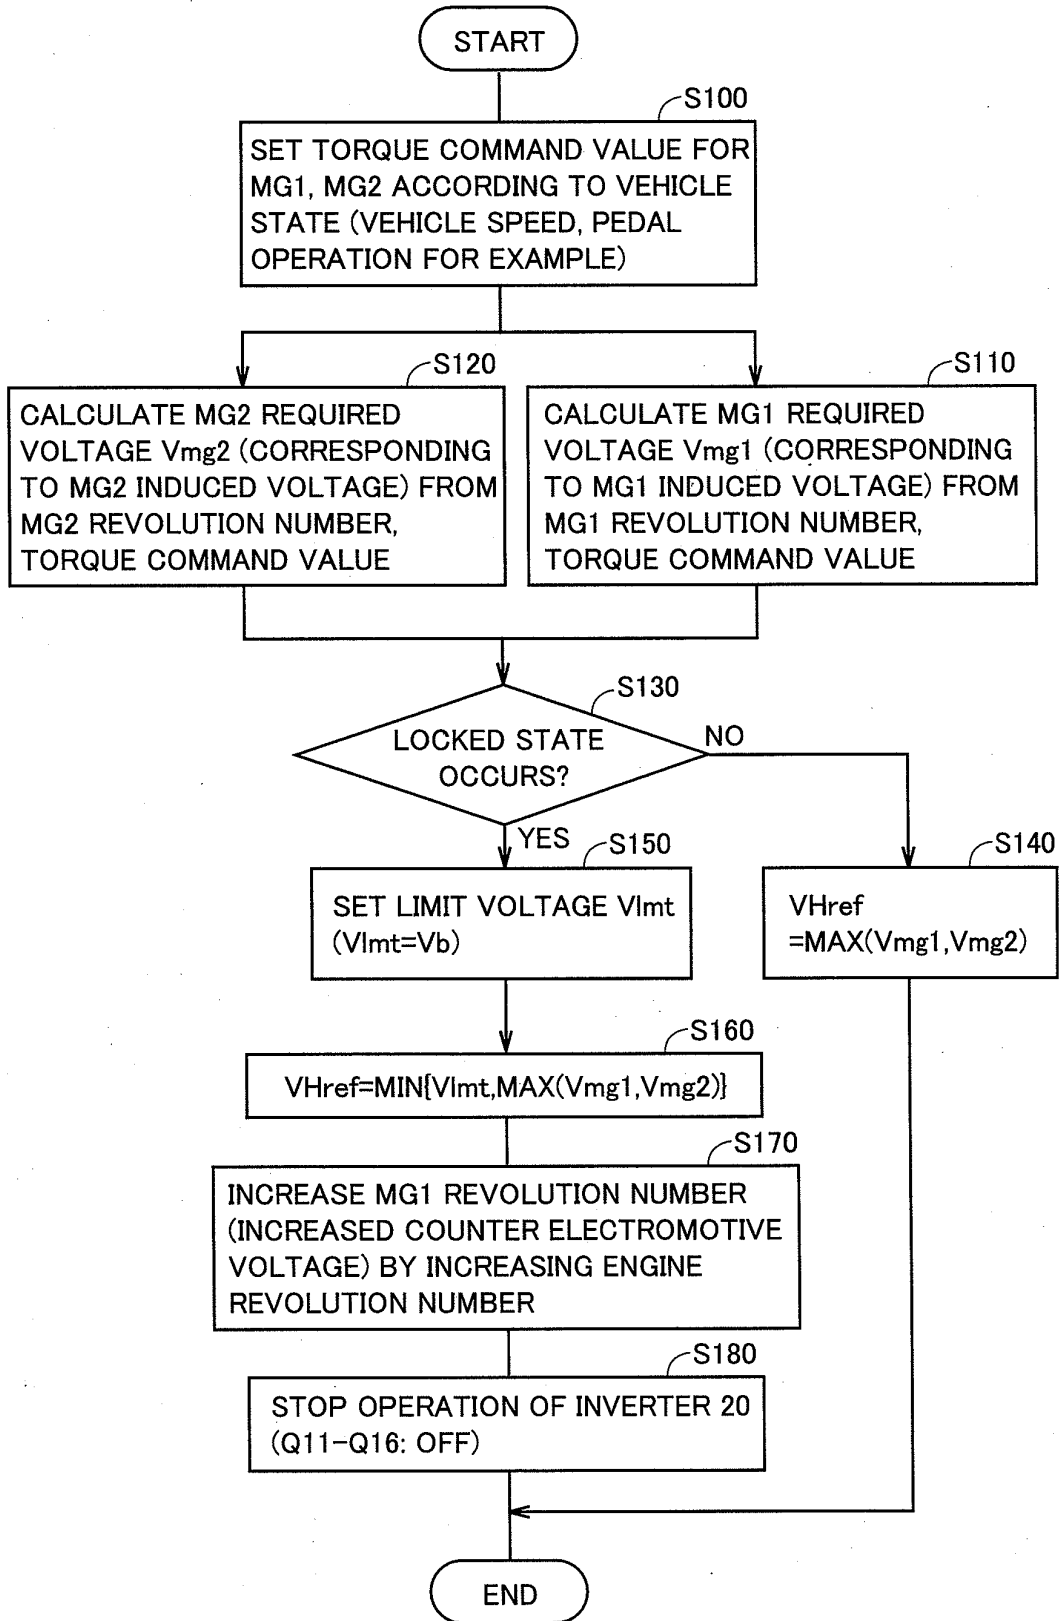 START
S100
SET TORQUE COMMAND VALUE FOR
MG1, MG2 ACCORDING TO VEHICLE
STATE (VEHICLE SPEED, PEDAL
OPERATION FOR EXAMPLE)
S120
CALCULATE MG2 REQUIRED
VOLTAGE Vmg2 (CORRESPONDING
TO MG2 INDUCED VOLTAGE) FROM
MG2 REVOLUTION NUMBER,
TORQUE COMMAND VALUE
S110
CALCULATE MG1 REQUIRED
VOLTAGE Vmg1 (CORRESPONDING
TO MG1 INDUCED VOLTAGE) FROM
MG1 REVOLUTION NUMBER,
TORQUE COMMAND VALUE
S130
LOCKED STATE
OCCURS?
NO
YES
S150
SET LIMIT VOLTAGE Vlmt
(Vlmt=Vb)
S140
VHref
=MAX(Vmg1,Vmg2)
S160
VHref=MIN{Vlmt,MAX(Vmg1,Vmg2)}
S170
INCREASE MG1 REVOLUTION NUMBER
(INCREASED COUNTER ELECTROMOTIVE
VOLTAGE) BY INCREASING ENGINE
REVOLUTION NUMBER
S180
STOP OPERATION OF INVERTER 20
(Q11-Q16: OFF)
END